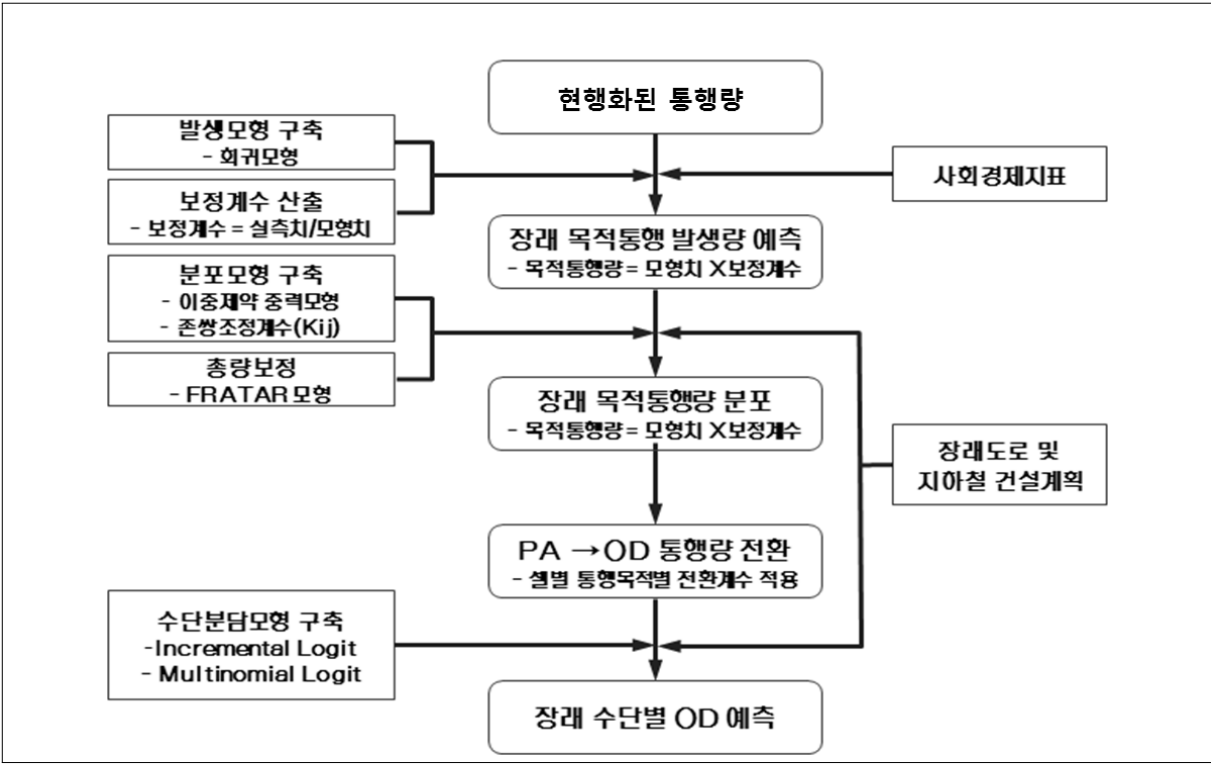 현행화된 통행량
발생모형 구축
- 회귀모형
보정계수 산출
- 보정계수 = 실측치/모형치
사회경제지표
장래 목적통행 발생량 예측
- 목적통행량 = 모형치 X보정계수
분포모형 구축
- 이중제약 중력모형
- 존쌍조정계수(Kij)
총량보정
- FRATAR 모형
장래 목적통행량 분포
- 목적통행량 = 모형치 X보정계수
장래도로 및
지하철 건설계획
PA →OD 통행량 전환
- 셀별 통행목적별 전환계수 적용
수단분담모형 구축
-Incremental Logit
- Multinomial Logit
장래 수단별 OD 예측